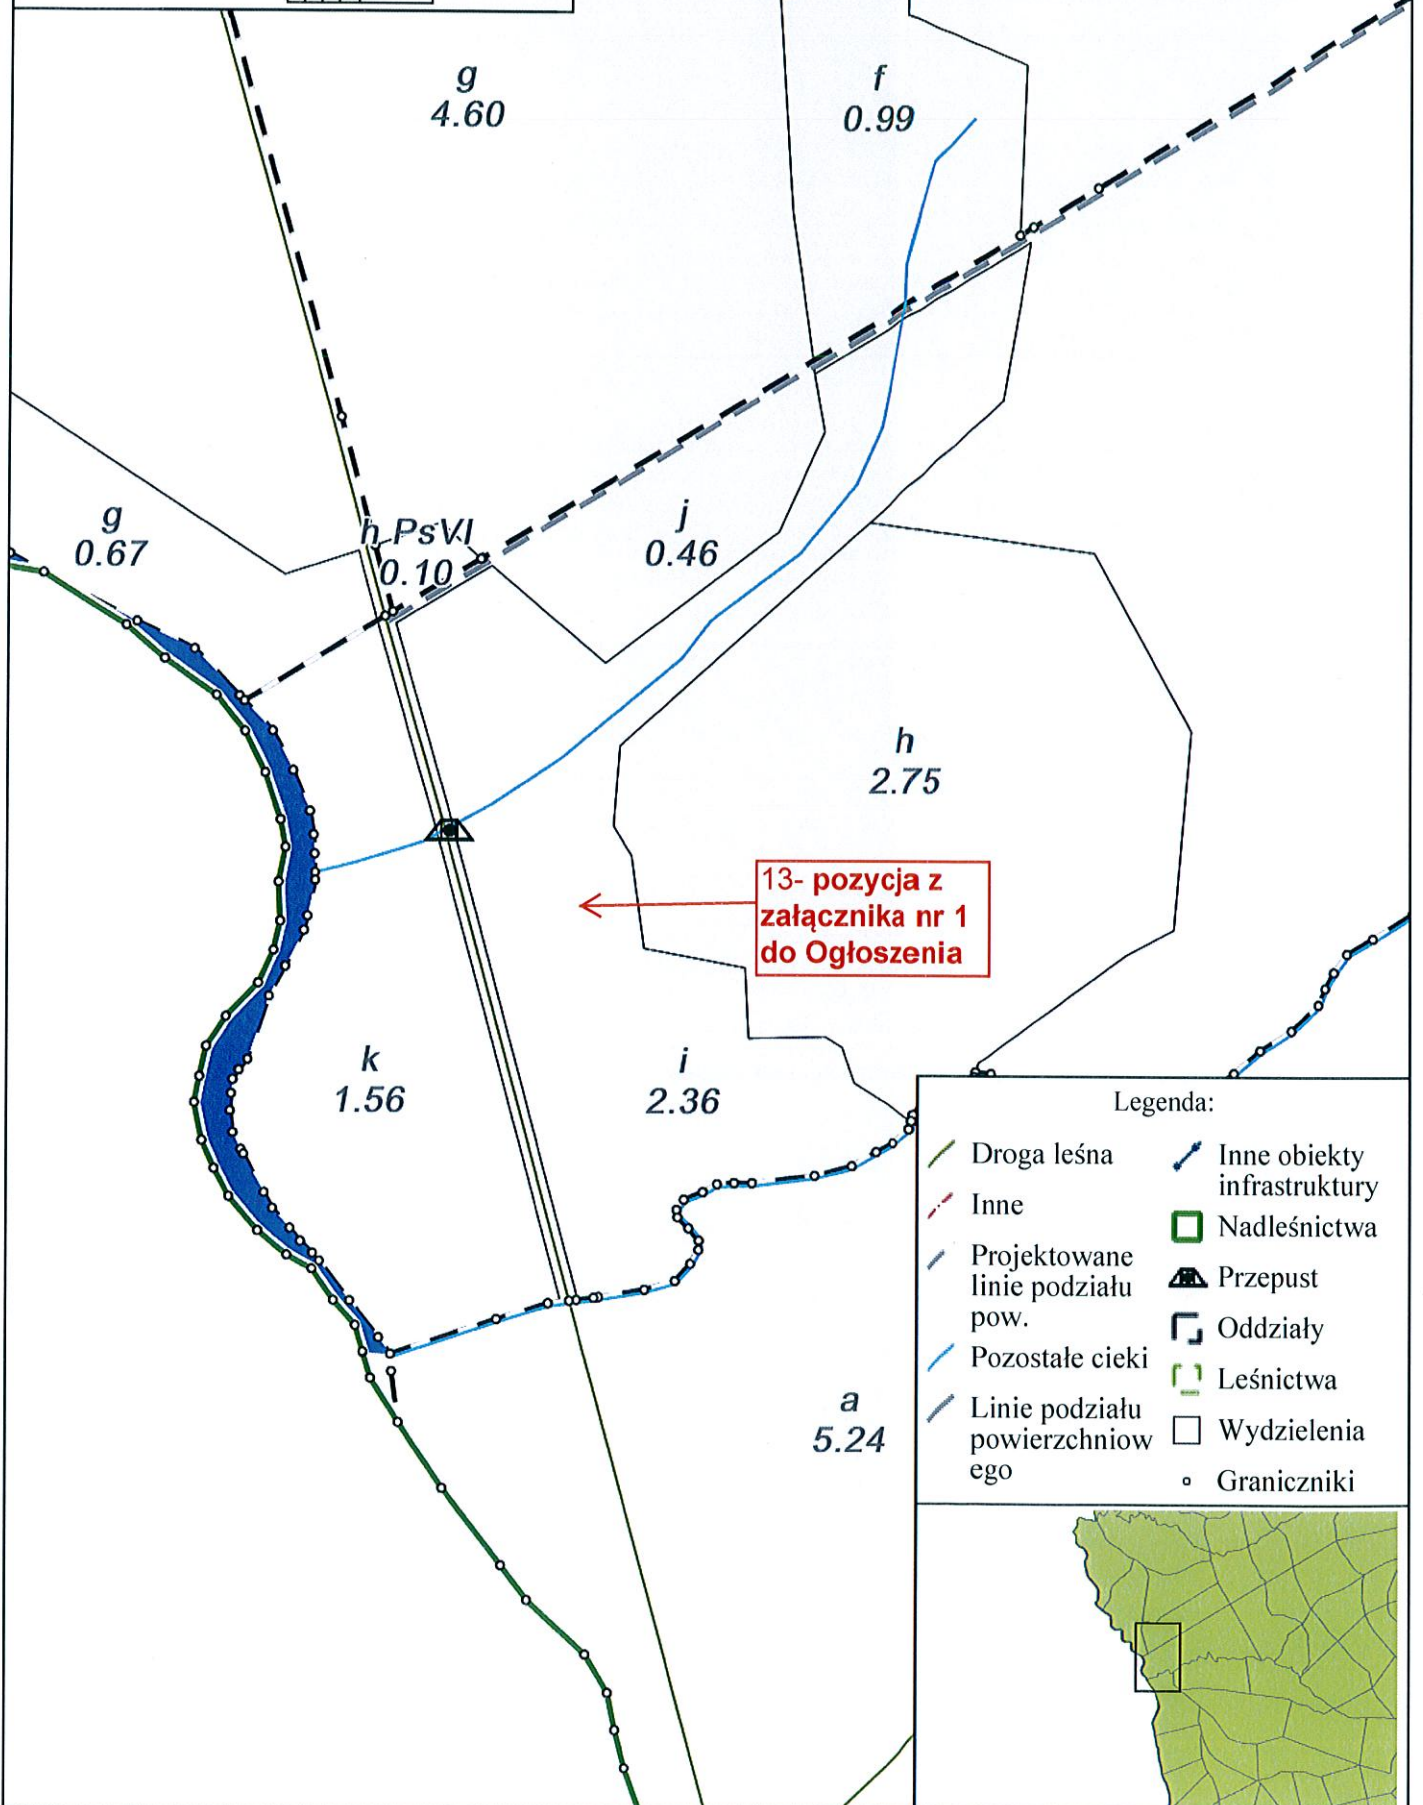 g
4.60
f
0.99
g
0.67
h PsVI
0.10
j
0.46
h
2.75
13- pozycja z
załącznika nr 1
do Ogłoszenia
k
1.56
i
2.36
a
5.24
Legenda:
Droga leśna
Inne
Projektowane
linie podziału
pow.
Pozostałe cieki
Linie podziału
powierzchniow
ego
Inne obiekty
infrastruktury
Nadleśnictwa
Przepust
Oddziały
Leśnictwa
Wydzielenia
Graniczniki